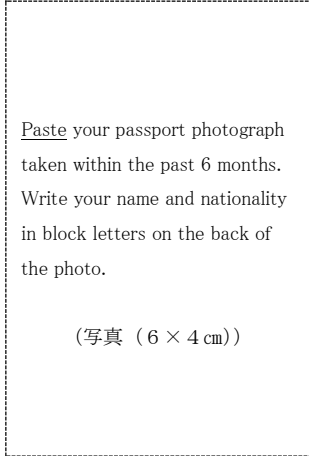 Paste your passport photograph
taken within the past 6 months.
Write your name and nationality
in block letters on the back of
the photo.
(写真（６×４㎝))